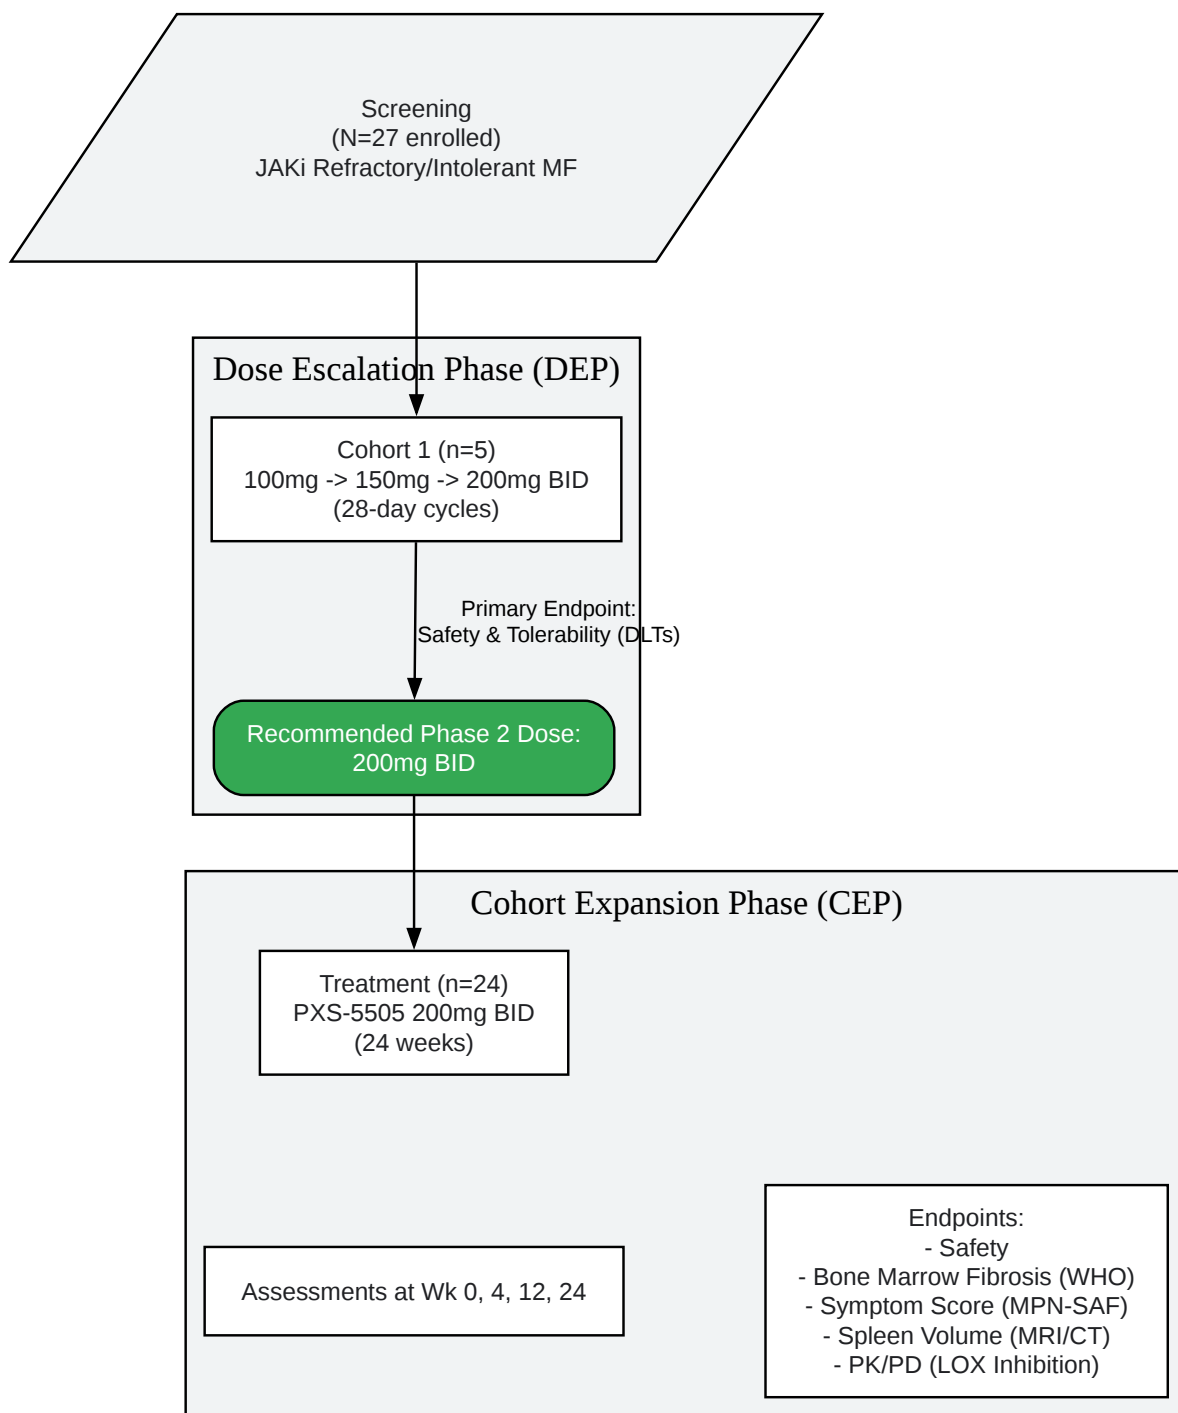 Screening
(N=27 enrolled)
JAKi Refractory/Intolerant MF
Dose Escalation Phase (DEP)
Cohort 1 (n=5)
100mg -> 150mg -> 200mg BID
(28-day cycles)
Primary Endpoint:
Safety & Tolerability (DLTs)
Recommended Phase 2 Dose:
200mg BID
Cohort Expansion Phase (CEP)
Treatment (n=24)
PXS-5505 200mg BID
(24 weeks)
Assessments at Wk 0, 4, 12, 24
Endpoints:
- Safety
- Bone Marrow Fibrosis (WHO)
- Symptom Score (MPN-SAF)
- Spleen Volume (MRI/CT)
- PK/PD (LOX Inhibition)